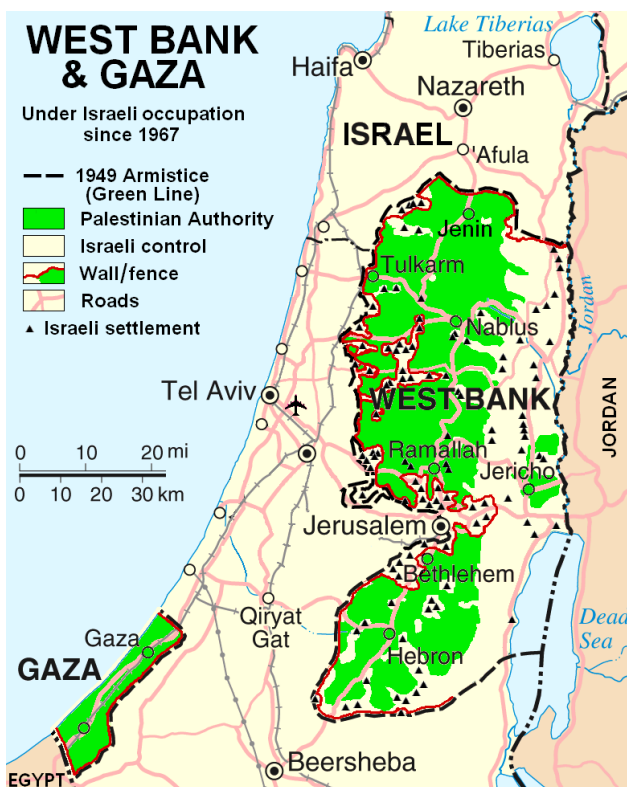 WEST BANK
& GAZA
Under Israeli occupation
since 1967
1949 Armistice
(Green Line)
Palestinian Authority
Israeli control
Wall/fence
Roads
Israeli settlement
Lake Tiberias
Tiberias
Haifa
Nazareth
ISRAEL
'Afula
Jenin
Tulkarm
Nablus
Jordan
Tel Aviv
WEST BANK
JORDAN
0 10 20 mi
0 10 20 30 km
Ramallah
Jericho
Jerusalem
Bethlehem
Qiryat
Gat
Dead
Sea
Gaza
GAZA
Hebron
Beersheba
EGYPT